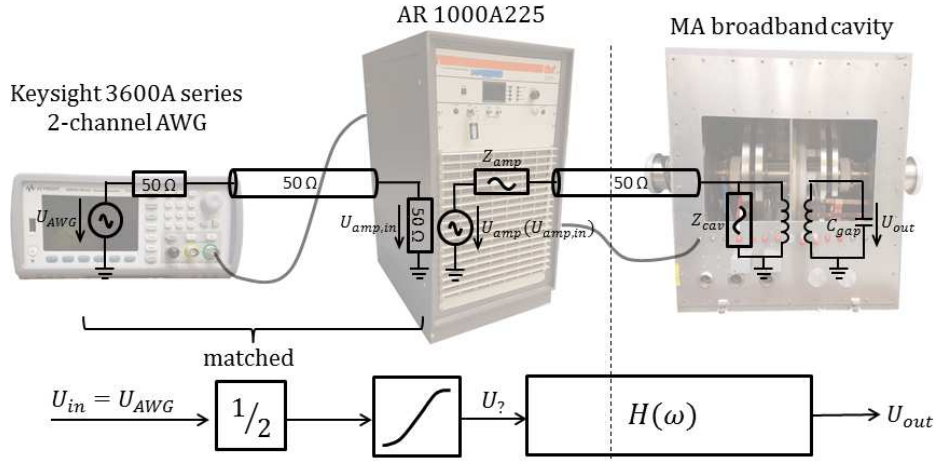 AR 1000A225
MA broadband cavity
Keysight 3600A series
2-channel AWG
50 Ω
50 Ω
Z_amp
50 Ω
U_AWG
U_amp,in
50 Ω
U_amp(U_amp,in)
Z_cav
C_gap
U_out
matched
U_in = U_AWG
1/2
U_?
H(ω)
U_out